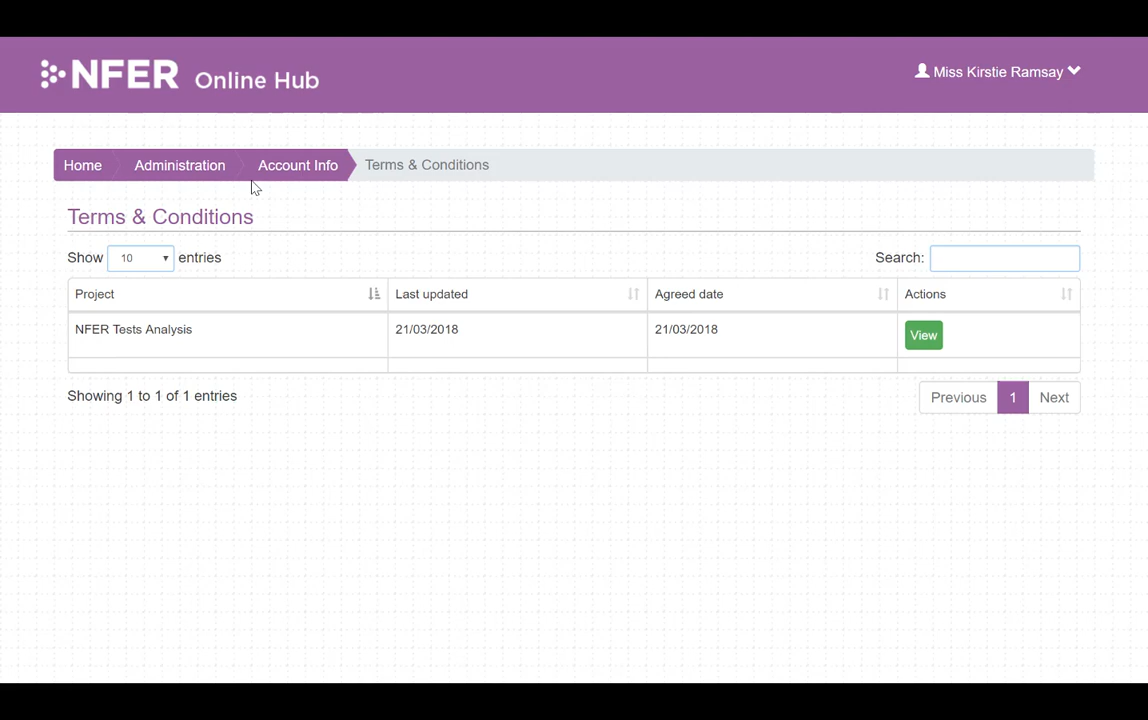 NFER Online Hub
Miss Kirstie Ramsay
Home Administration Account Info Terms & Conditions
Terms & Conditions
Show 10 entries Search:
Project Last updated Agreed date Actions
NFER Tests Analysis 21/03/2018 21/03/2018 View
Showing 1 to 1 of 1 entries Previous 1 Next